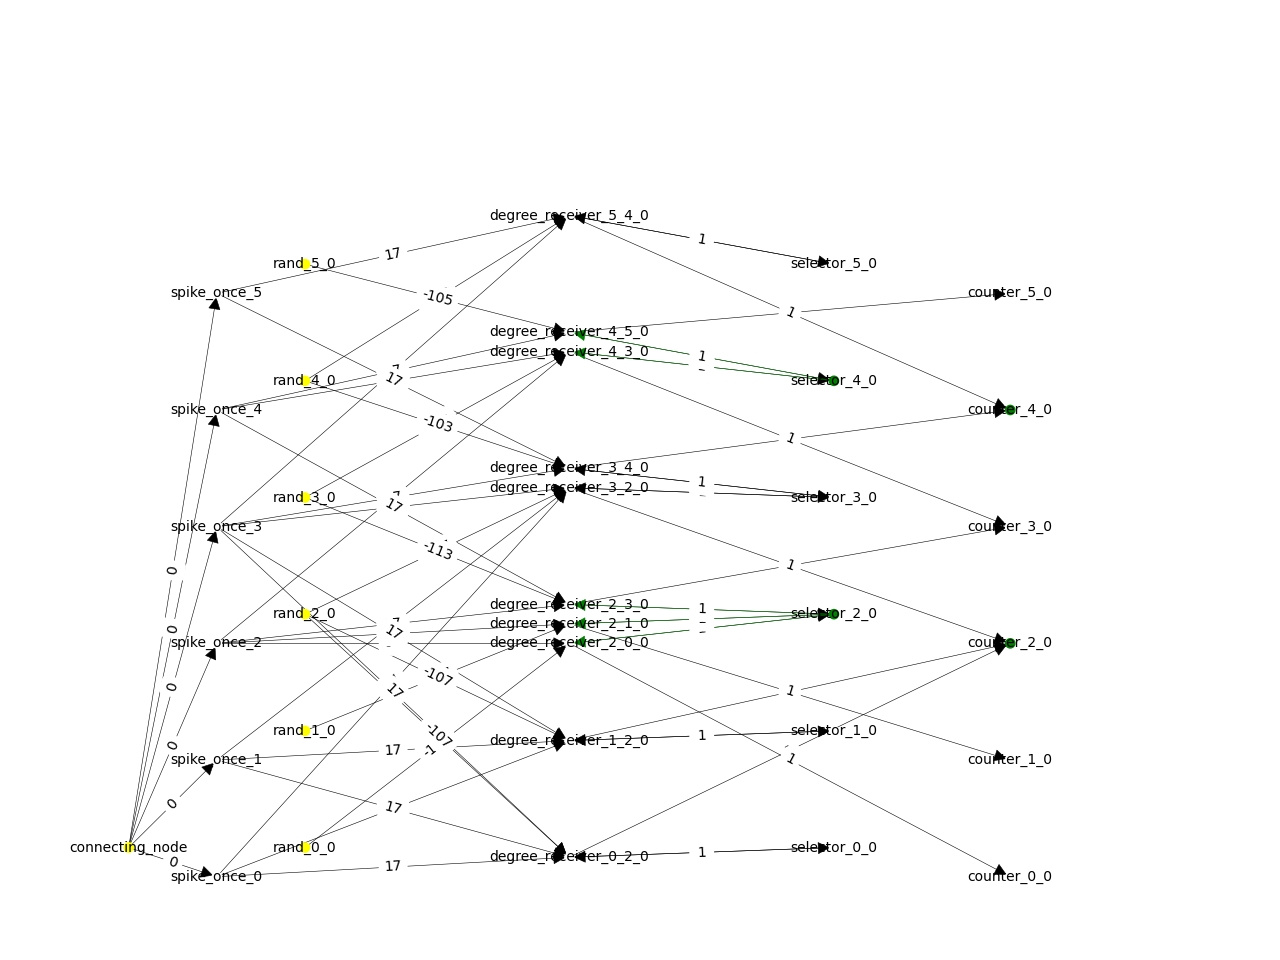 degree_receiver_5_4_0
1
17
rand_5_0
selector_5_0
spike_once_5
-105
counter_5_0
1
degree_receiver_4_5_0
degree_receiver_4_3_0
1
17
rand_4_0
selector_4_0
spike_once_4
counter_4_0
-103
1
degree_receiver_3_4_0
degree_receiver_3_2_0
1
rand_3_0
selector_3_0
17
spike_once_3
counter_3_0
-113
1
0
degree_receiver_2_3_0
1
rand_2_0
selector_2_0
degree_receiver_2_1_0
0
17
spike_once_2
degree_receiver_2_0_0
counter_2_0
-107
0
17
1
rand_1_0
selector_1_0
-107
1
degree_receiver_1_2_0
0
17
-1
spike_once_1
1
counter_1_0
0
17
connecting_node
rand_0_0
selector_0_0
1
degree_receiver_0_2_0
0
17
spike_once_0
counter_0_0